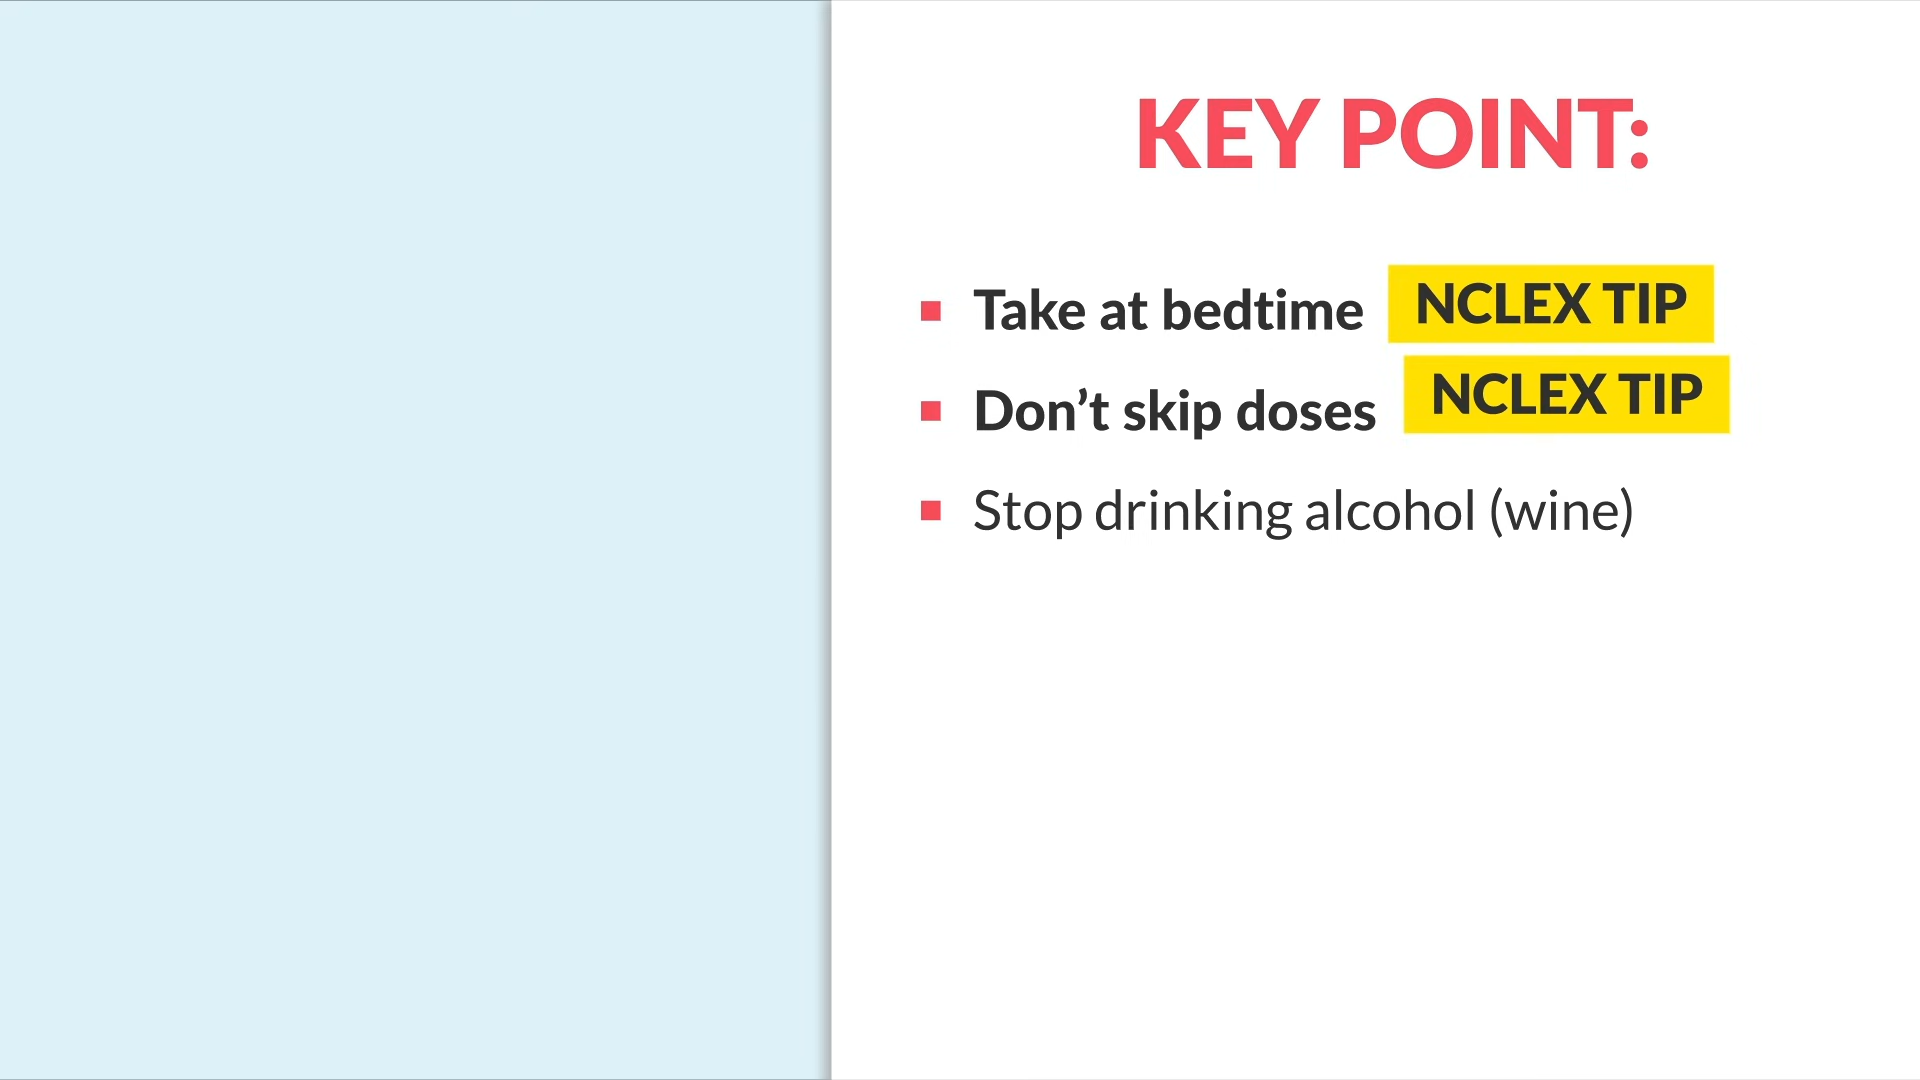 KEY POINT:
Take at bedtime NCLEX TIP
Don’t skip doses NCLEX TIP
Stop drinking alcohol (wine)